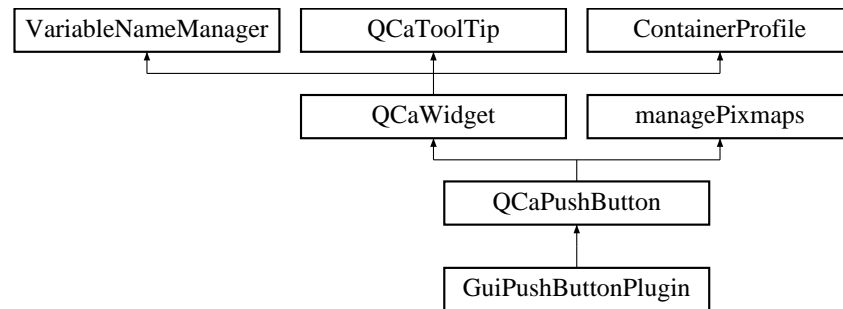 VariableNameManager
QCaToolTip
ContainerProfile
QCaWidget
managePixmaps
QCaPushButton
GuiPushButtonPlugin